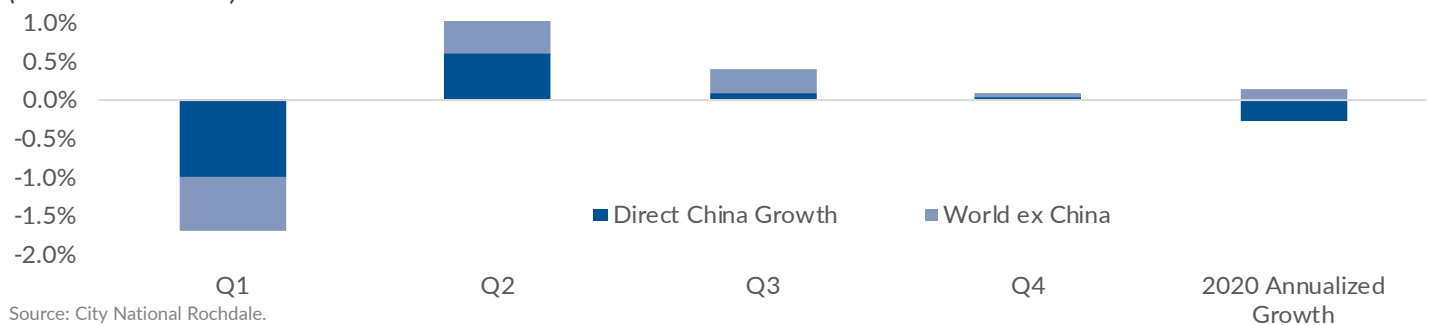 1.0%
0.5%
0.0%
-0.5%
-1.0%
-1.5%
-2.0%
Direct China Growth
World ex China
Q1
Q2
Q3
Q4
2020 Annualized
Growth
Source: City National Rochdale.